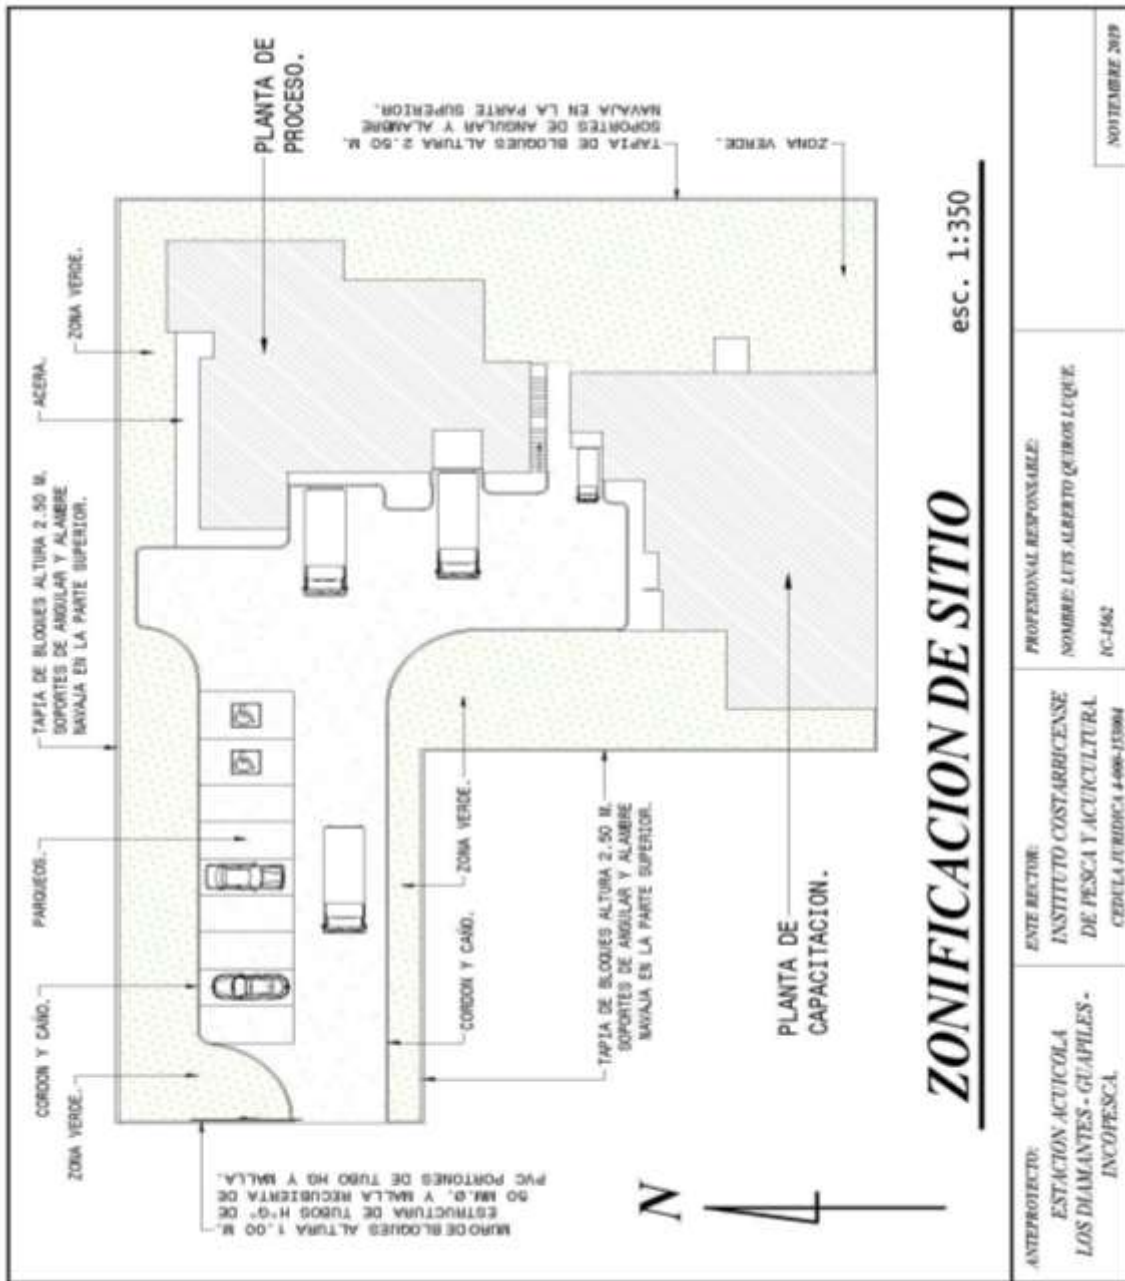 TAPIA DE BLOQUES ALTURA 2.50 M.
SOPORTES DE ANGULAR Y ALAMBRE
NAVAJA EN LA PARTE SUPERIOR.
CORDON Y CAÑO.
PARQUEOS.
ACERA.
ZONA VERDE.
ZONA VERDE.
PLANTA DE
PROCESO.
TAPIA DE BLOQUES ALTURA 2.50 M.
SOPORTES DE ANGULAR Y ALAMBRE
NAVAJA EN LA PARTE SUPERIOR.
ZONA VERDE.
MURO DE BLOQUES ALTURA 1.00 M.
ESTRUCTURA DE TUBOS H°G° DE
50 MM.Ø. Y MALLA RECUBIERTA DE
PVC PORTONES DE TUBO HG Y MALLA.
ZONA VERDE.
CORDON Y CAÑO.
TAPIA DE BLOQUES ALTURA 2.50 M.
SOPORTES DE ANGULAR Y ALAMBRE
NAVAJA EN LA PARTE SUPERIOR.
PLANTA DE
CAPACITACION.
N
ZONIFICACION DE SITIO
esc. 1:350
ANTEPROYECTO:
ESTACION ACUICOLA
LOS DIAMANTES - GUAPILES -
INCOPESCA.
ENTE RECTOR:
INSTITUTO COSTARRICENSE
DE PESCA Y ACUICULTURA.
CEDULA JURIDICA
PROFESIONAL RESPONSABLE:
NOMBRE: LUIS ALBERTO QUIROS LUQUE.
IC-1562
NOVIEMBRE 2019